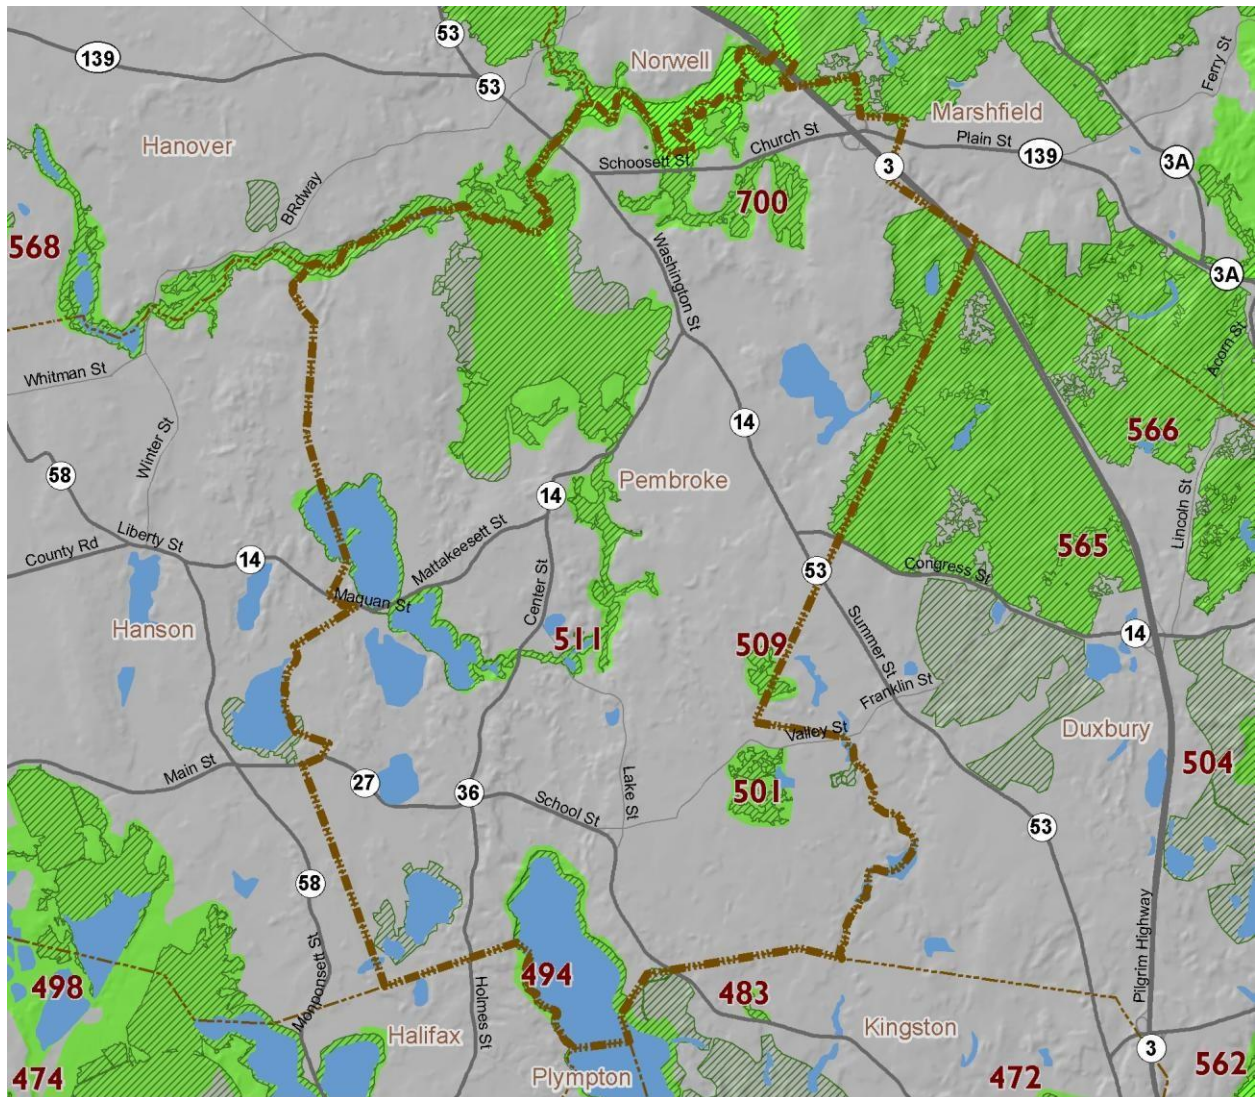 53
Norwell
Ferry St
139
53
Hanover
Marshfield
Church St
Plain St
139
3A
Schoosett St
3
BRdway
700
568
Washington St
3A
Acorn St
Whitman St
14
566
Winter St
58
Pembroke
14
Lincoln St
Mattakeesett St
Liberty St
565
County Rd
14
Congress St
53
Maquan St
Center St
Hanson
511
509
Summer St
14
Franklin St
Duxbury
Valley St
504
Main St
27
Lake St
501
36
School St
53
58
Pilgrim Highway
Monponsett St
494
498
483
Holmes St
Halifax
Kingston
3
474
Plympton
472
562